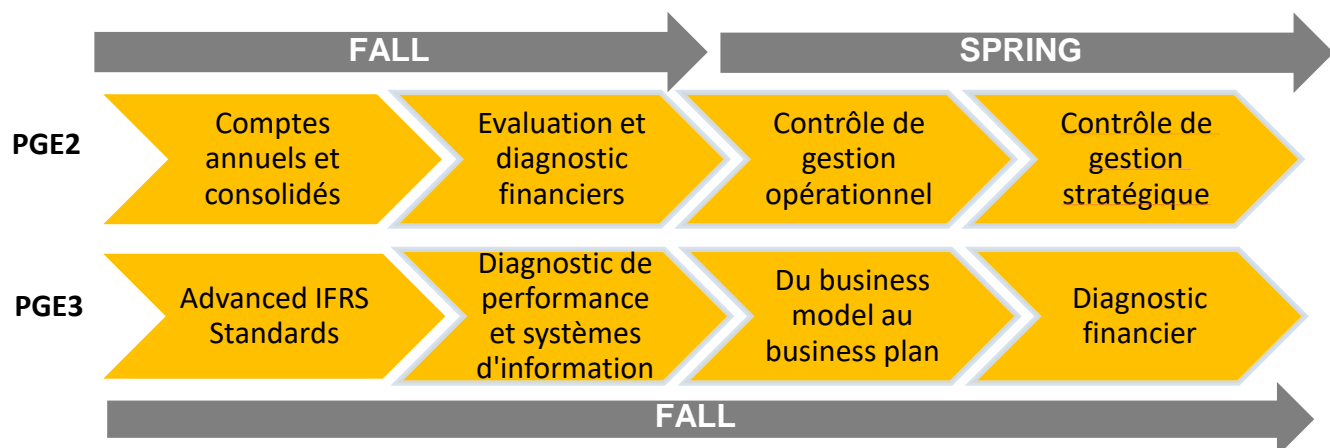 FALL
SPRING
PGE2
Comptes
annuels et
consolidés
Evaluation et
diagnostic
financiers
Contrôle de
gestion
opérationnel
Contrôle de
gestion
stratégique
PGE3
Advanced IFRS
Standards
Diagnostic de
performance
et systèmes
d'information
Du business
model au
business plan
Diagnostic
financier
FALL